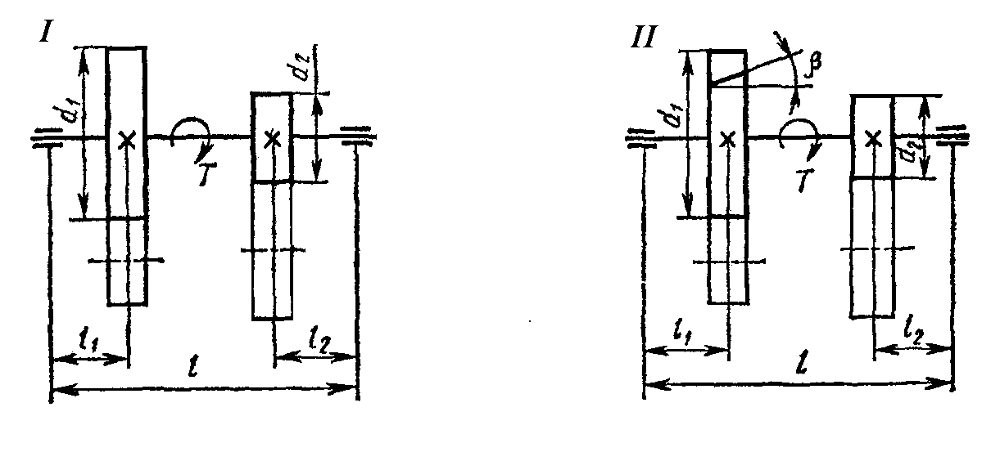 I
d₁
d₂
T
l₁
l₂
l
II
β
d₁
d₂
T
l₁
l₂
l